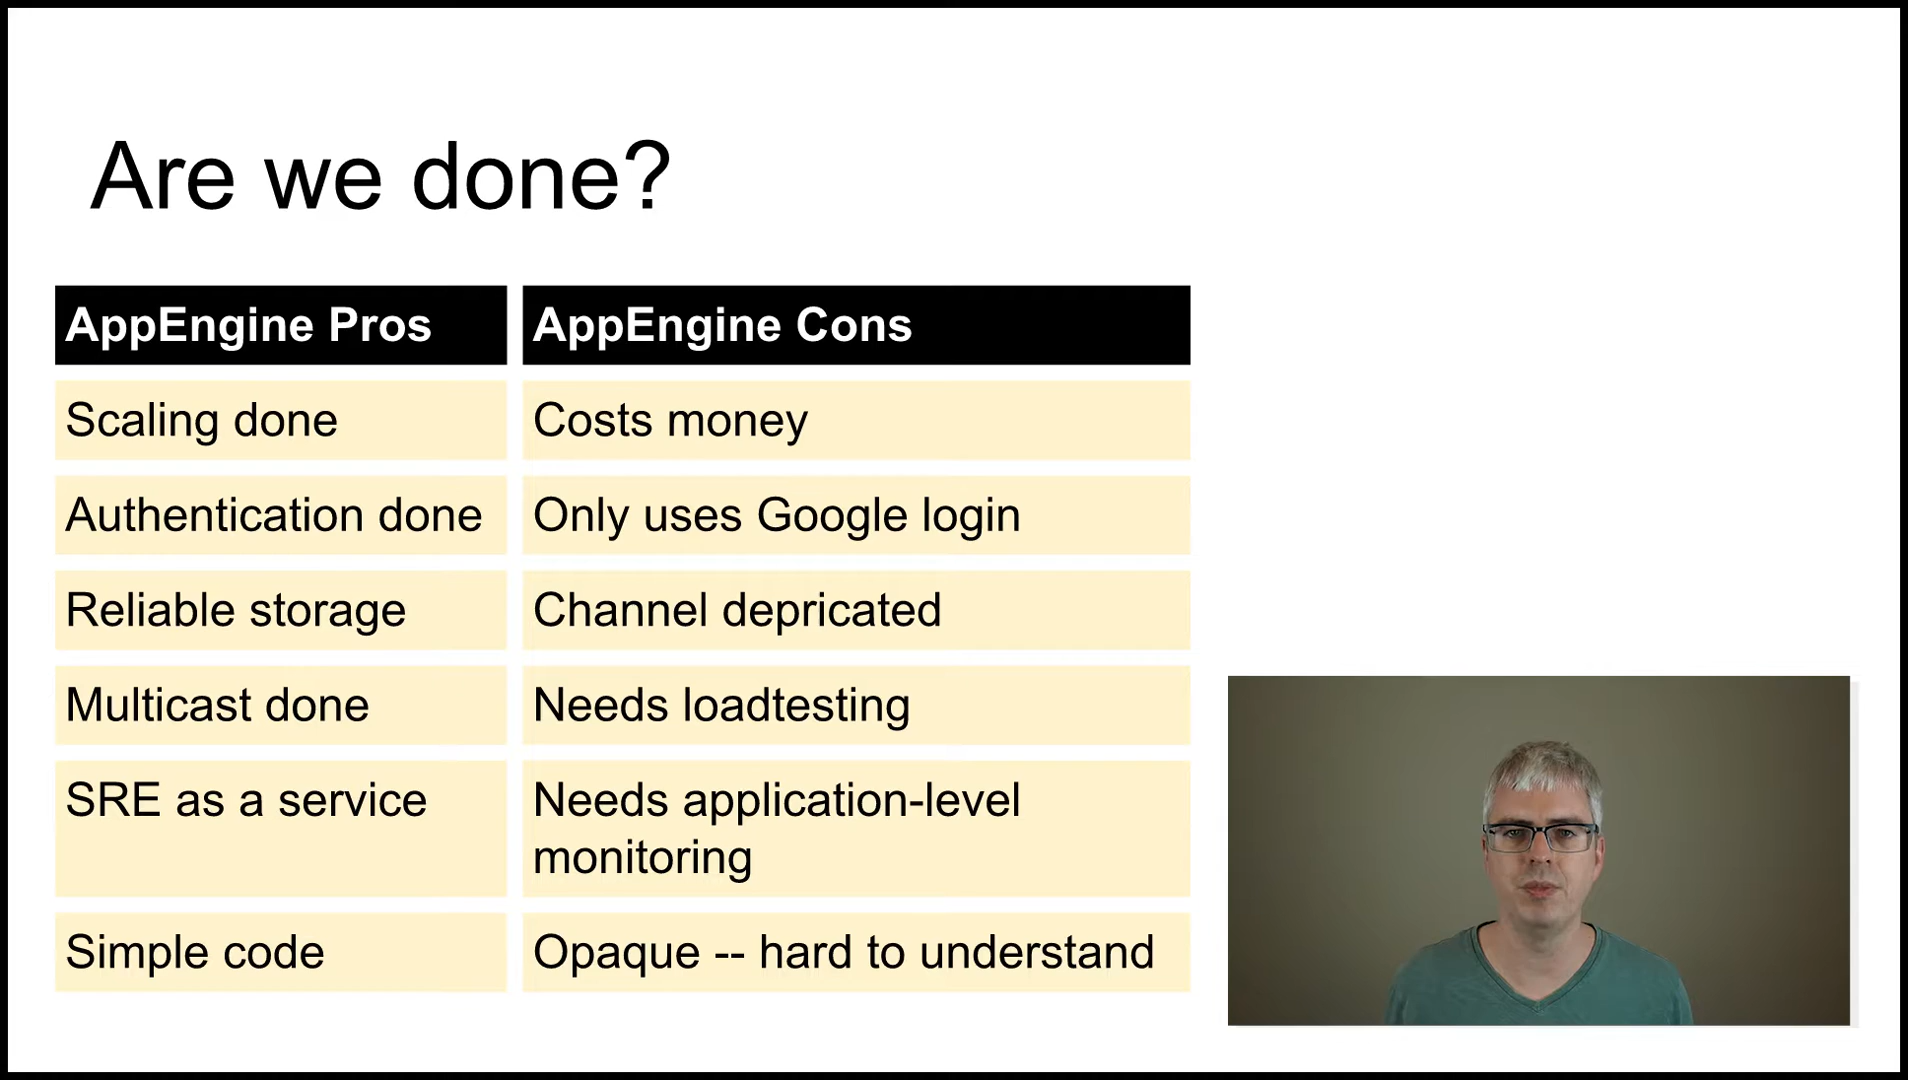 Are we done?
AppEngine Pros
AppEngine Cons
Scaling done
Costs money
Authentication done
Only uses Google login
Reliable storage
Channel depricated
Multicast done
Needs loadtesting
SRE as a service
Needs application-level
monitoring
Simple code
Opaque -- hard to understand